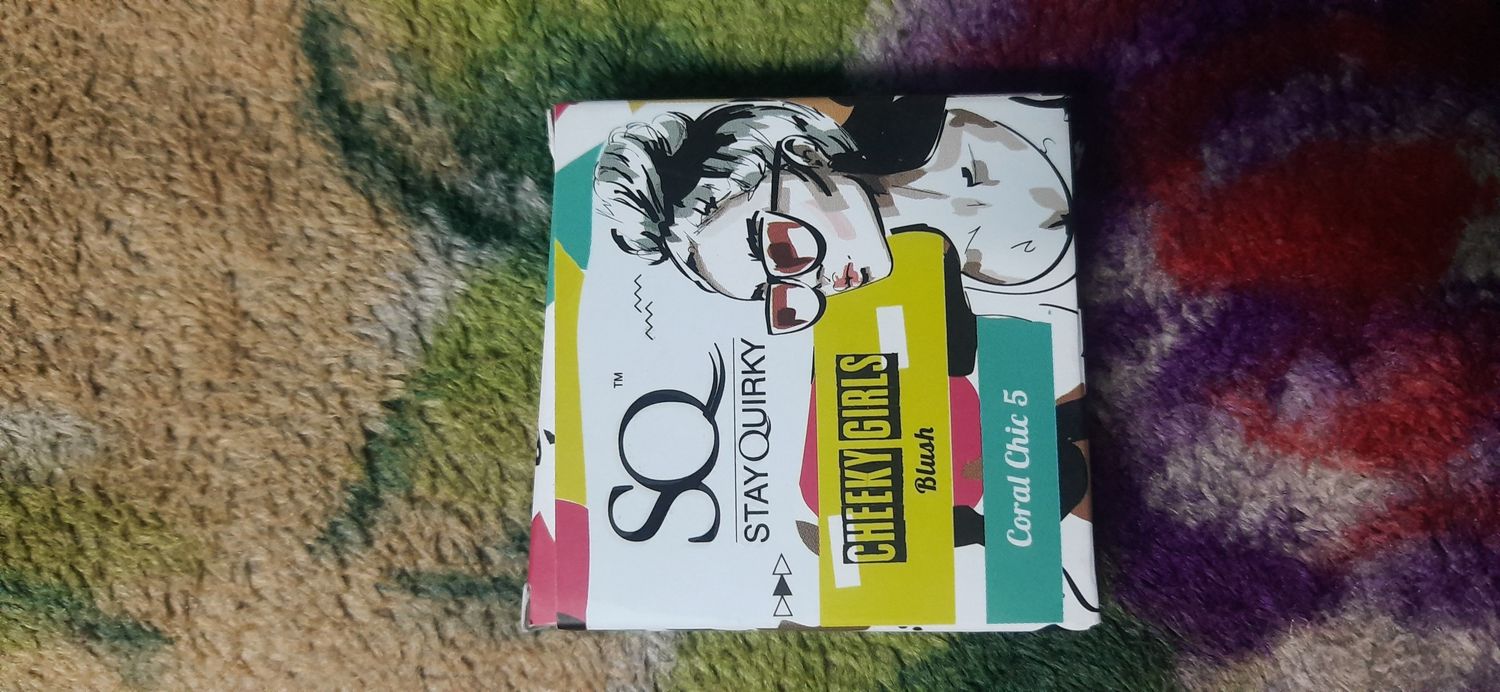 SQ™
STAY QUIRKY
CHEEKY GIRLS
Blush
Coral Chic 5